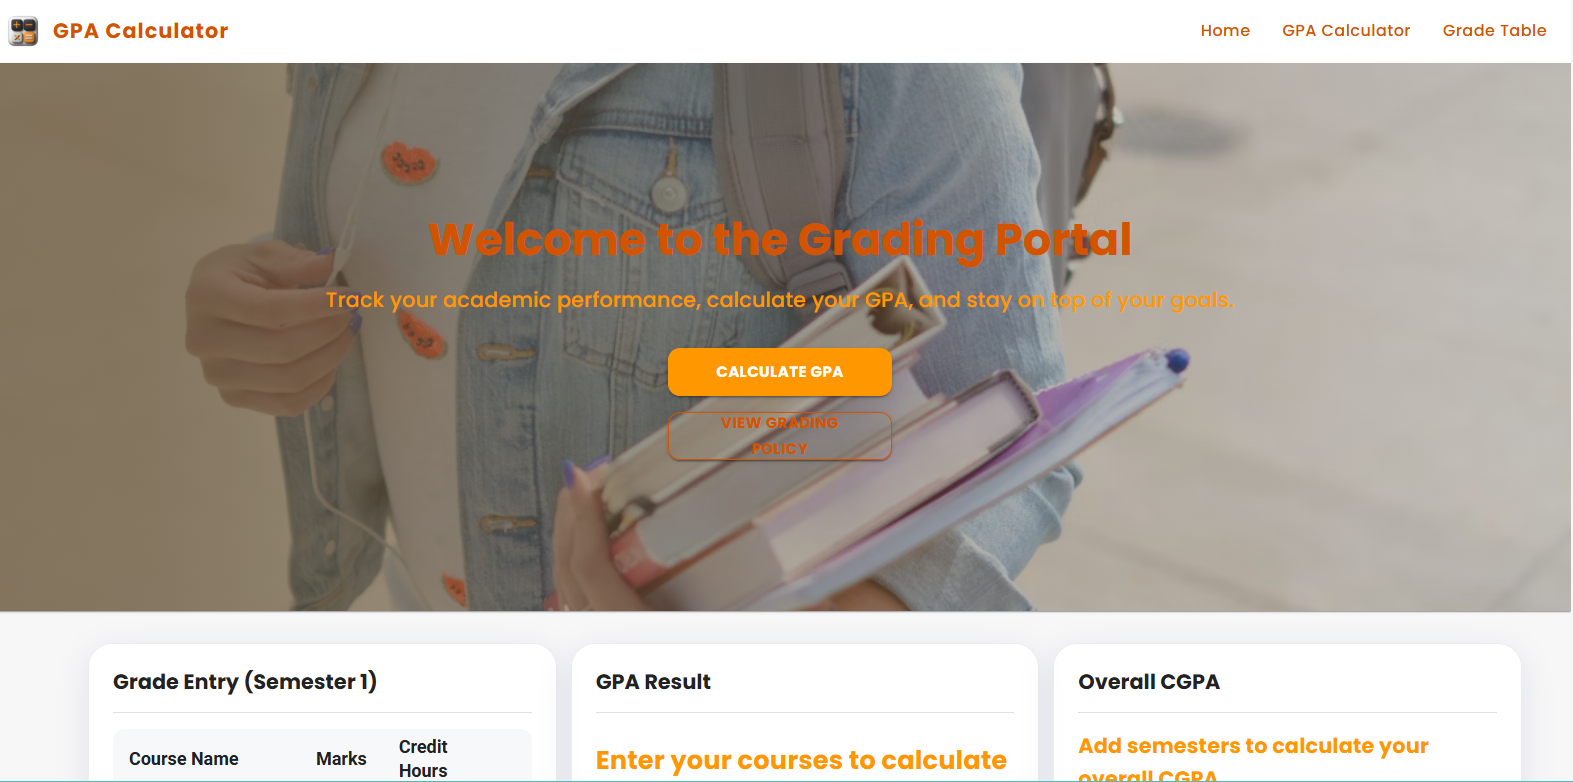 GPA Calculator
Home
GPA Calculator
Grade Table
Welcome to the Grading Portal
Track your academic performance, calculate your GPA, and stay on top of your goals.
CALCULATE GPA
VIEW GRADING
POLICY
Grade Entry (Semester 1)
Course Name
Marks
Credit
Hours
GPA Result
Enter your courses to calculate
Overall CGPA
Add semesters to calculate your
overall CGPA